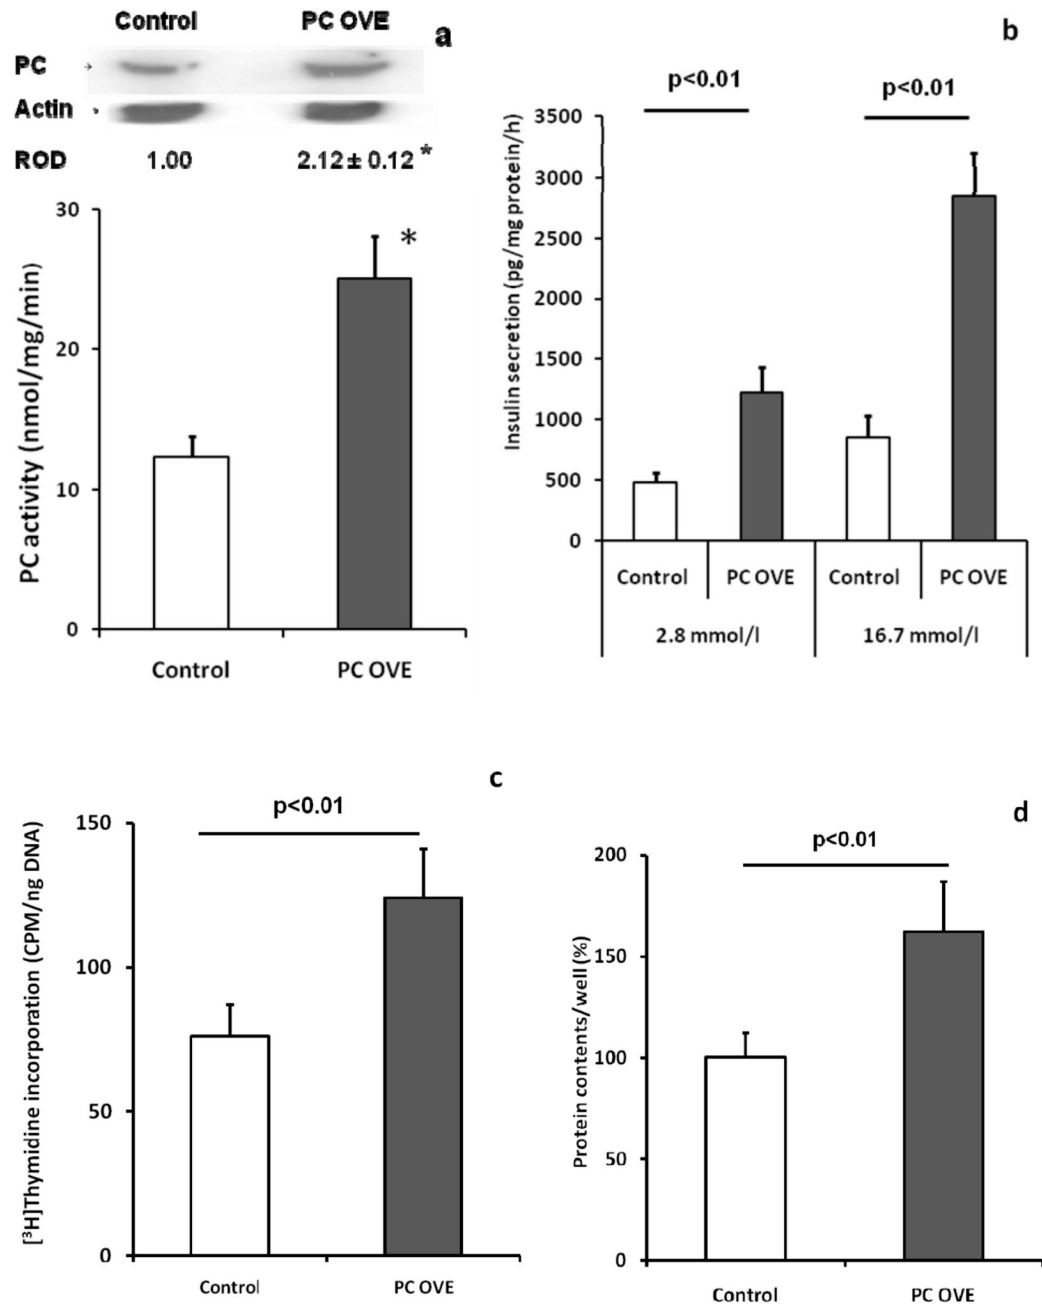 Control PC OVE a
PC
Actin
ROD 1.00 2.12 ± 0.12 *
30
20
10
0
PC activity (nmol/mg/min)
*
Control PC OVE
b
p<0.01 p<0.01
3500
3000
2500
2000
1500
1000
500
0
Insulin secretion (pg/mg protein/h)
Control PC OVE Control PC OVE
2.8 mmol/l 16.7 mmol/l
c
p<0.01
150
100
50
0
[³H]Thymidine incorporation (CPM/ng DNA)
Control PC OVE
d
p<0.01
200
150
100
50
0
Protein contents/well (%)
Control PC OVE